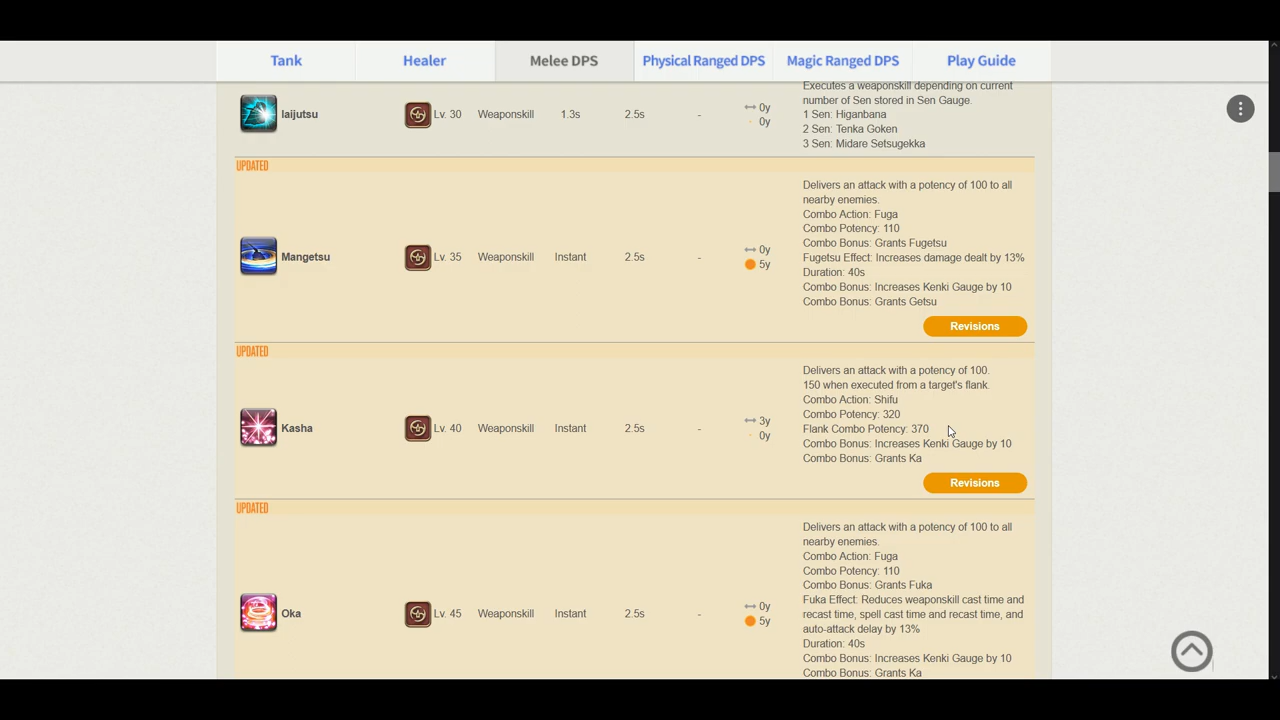 Tank
Healer
Melee DPS
Physical Ranged DPS
Magic Ranged DPS
Play Guide
Iaijutsu
Lv. 30
Weaponskill
1.3s
2.5s
-
0y
0y
Executes a weaponskill depending on current
number of Sen stored in Sen Gauge.
1 Sen: Higanbana
2 Sen: Tenka Goken
3 Sen: Midare Setsugekka
UPDATED
Mangetsu
Lv. 35
Weaponskill
Instant
2.5s
-
0y
5y
Delivers an attack with a potency of 100 to all
nearby enemies.
Combo Action: Fuga
Combo Potency: 110
Combo Bonus: Grants Fugetsu
Fugetsu Effect: Increases damage dealt by 13%
Duration: 40s
Combo Bonus: Increases Kenki Gauge by 10
Combo Bonus: Grants Getsu
Revisions
UPDATED
Kasha
Lv. 40
Weaponskill
Instant
2.5s
-
3y
0y
Delivers an attack with a potency of 100.
150 when executed from a target's flank.
Combo Action: Shifu
Combo Potency: 320
Flank Combo Potency: 370
Combo Bonus: Increases Kenki Gauge by 10
Combo Bonus: Grants Ka
Revisions
UPDATED
Oka
Lv. 45
Weaponskill
Instant
2.5s
-
0y
5y
Delivers an attack with a potency of 100 to all
nearby enemies.
Combo Action: Fuga
Combo Potency: 110
Combo Bonus: Grants Fuka
Fuka Effect: Reduces weaponskill cast time and
recast time, spell cast time and recast time, and
auto-attack delay by 13%
Duration: 40s
Combo Bonus: Increases Kenki Gauge by 10
Combo Bonus: Grants Ka